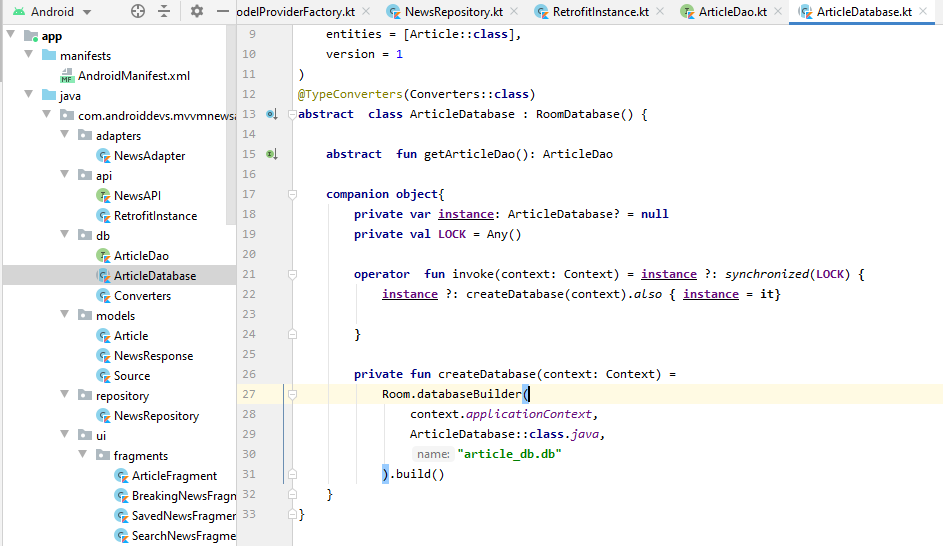 Android
odelProviderFactory.kt
NewsRepository.kt
RetrofitInstance.kt
ArticleDao.kt
ArticleDatabase.kt
app
manifests
MF AndroidManifest.xml
java
com.androiddevs.mvvmnewsa
adapters
NewsAdapter
api
NewsAPI
RetrofitInstance
db
ArticleDao
ArticleDatabase
Converters
models
Article
NewsResponse
Source
repository
NewsRepository
ui
fragments
ArticleFragment
BreakingNewsFragm
SavedNewsFragmer
SearchNewsFragme
9 entities = [Article::class],
10 version = 1
11 )
12 @TypeConverters(Converters::class)
13 abstract  class ArticleDatabase : RoomDatabase() {
14
15 abstract  fun getArticleDao(): ArticleDao
16
17 companion object{
18 private var instance: ArticleDatabase? = null
19 private val LOCK = Any()
20
21 operator  fun invoke(context: Context) = instance ?: synchronized(LOCK) {
22 instance ?: createDatabase(context).also { instance = it}
23
24 }
25
26 private fun createDatabase(context: Context) =
27 Room.databaseBuilder(
28 context.applicationContext,
29 ArticleDatabase::class.java,
30 name: "article_db.db"
31 ).build()
32 }
33 }